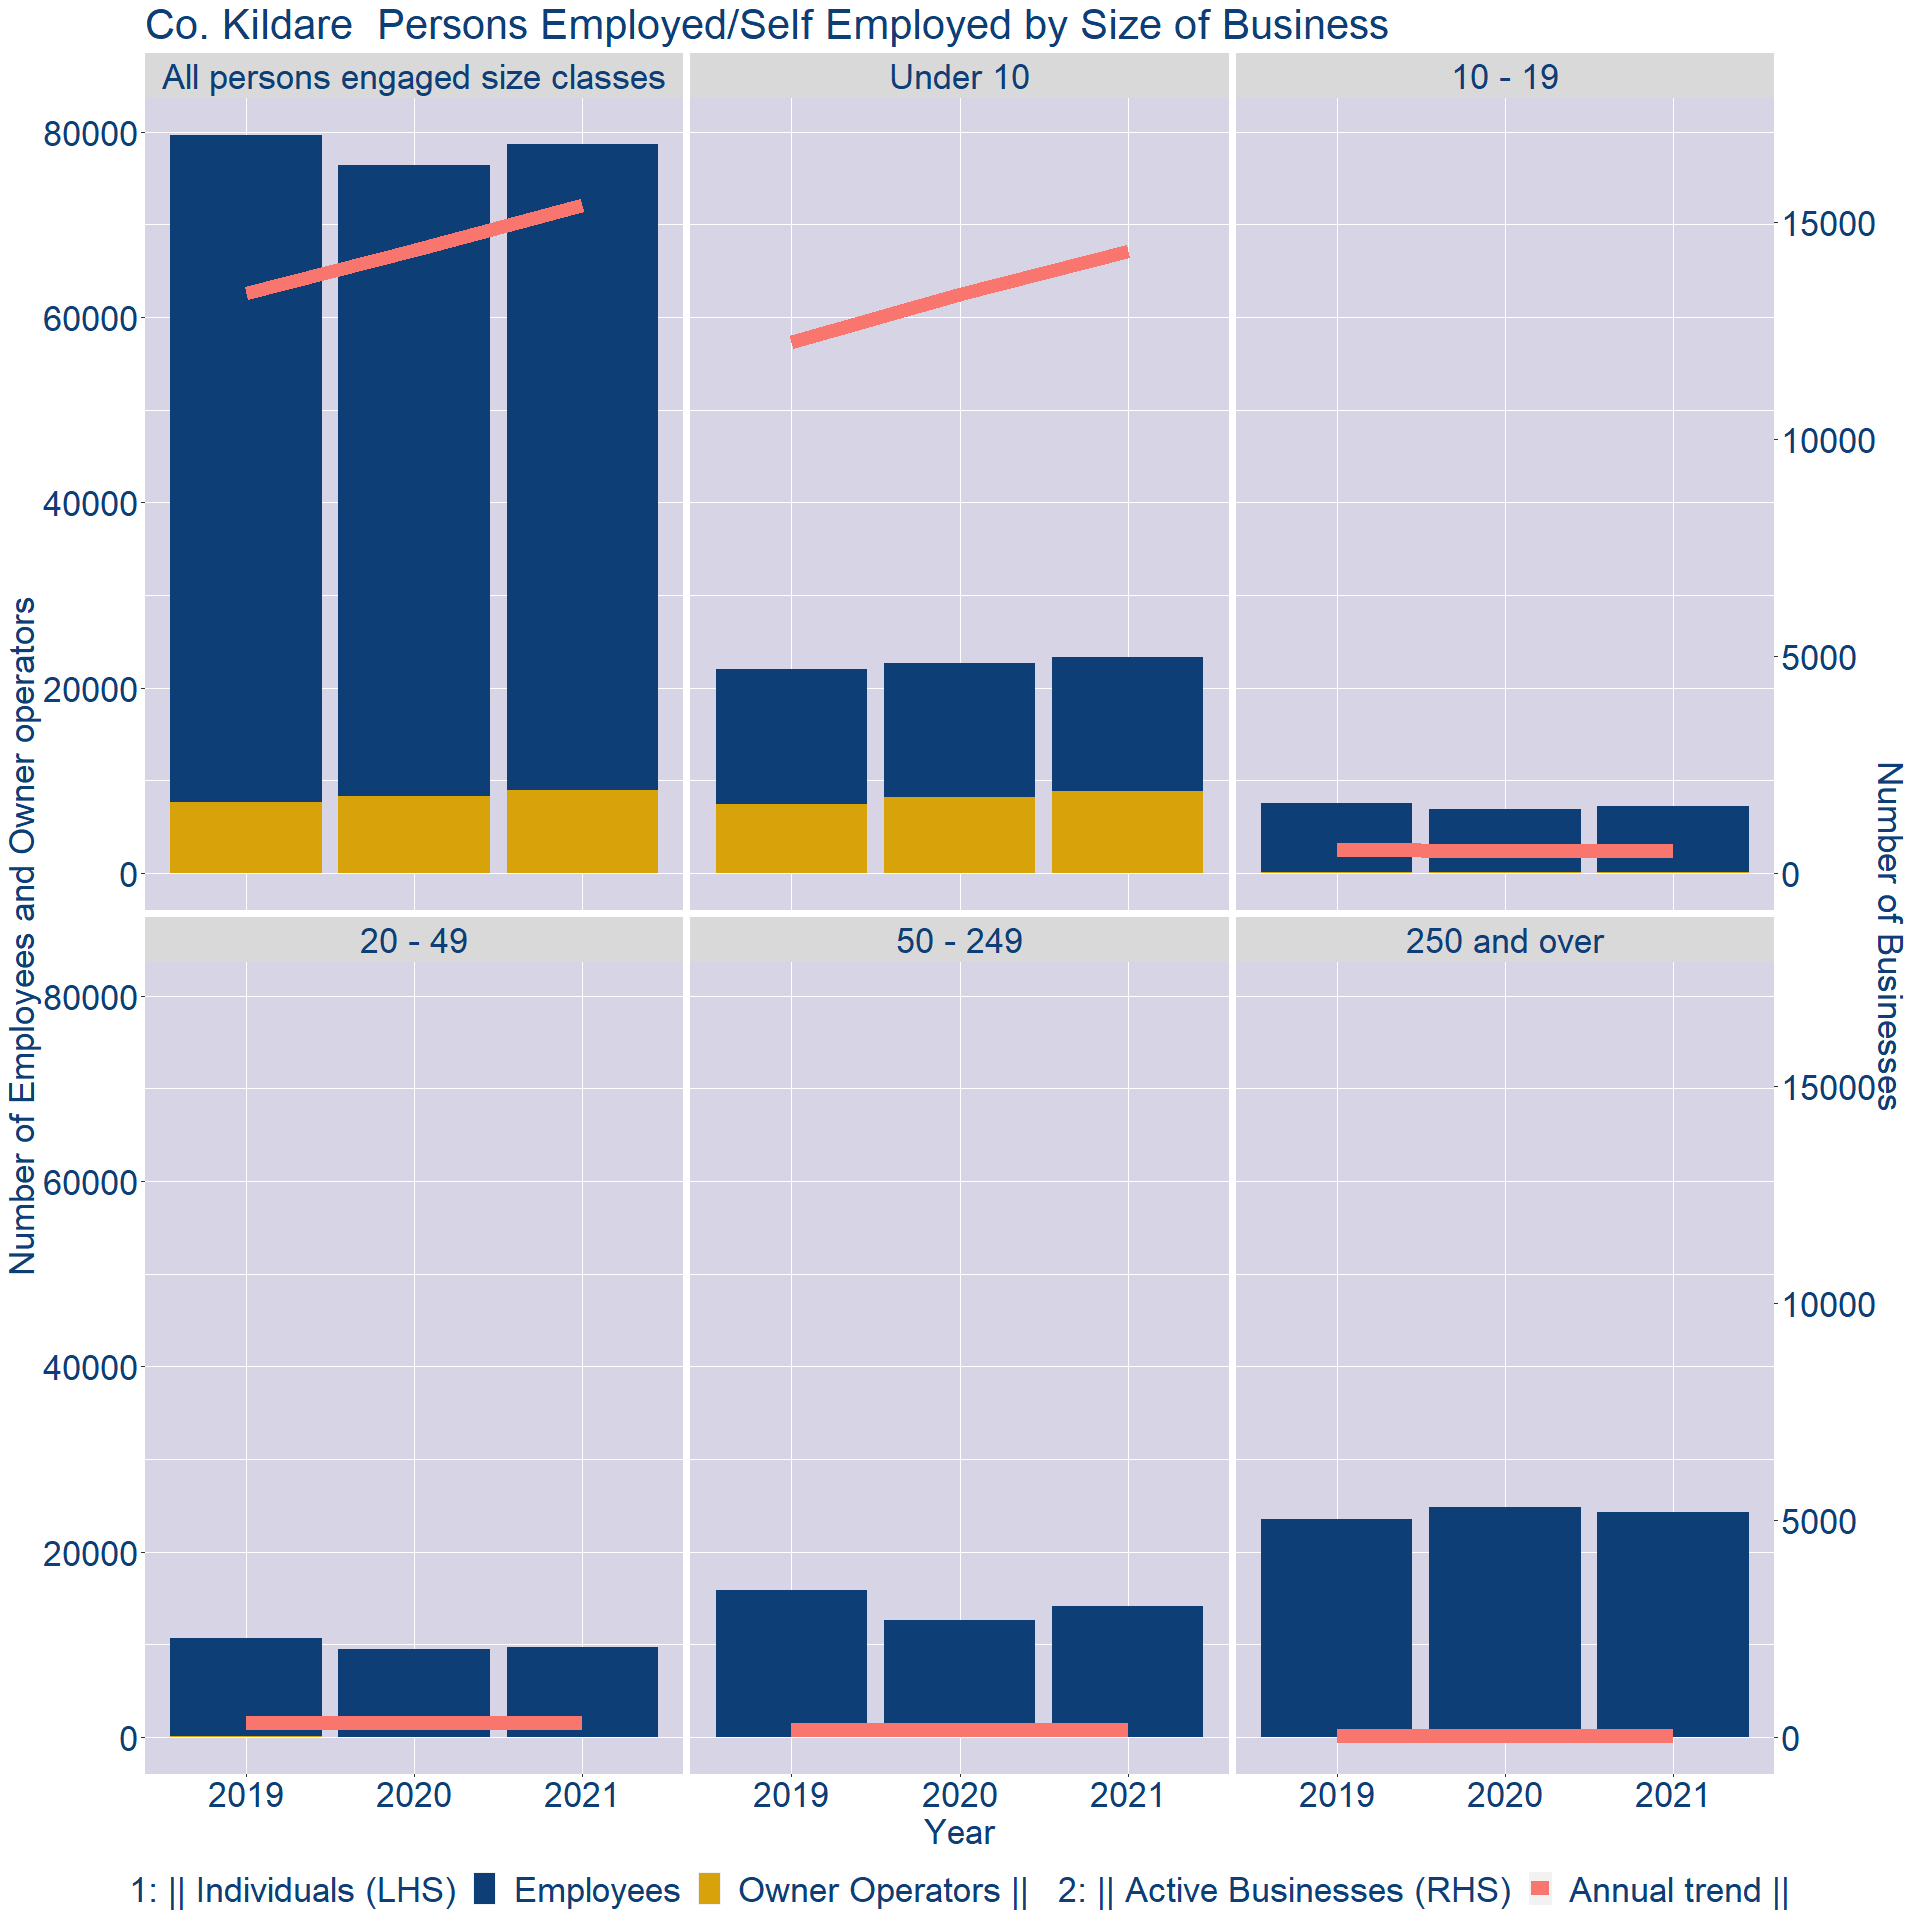 Co. Kildare  Persons Employed/Self Employed by Size of Business
All persons engaged size classes
Under 10
10 - 19
80000
60000
40000
20000
0
15000
10000
5000
0
Number of Employees and Owner operators
Number of Businesses
20 - 49
50 - 249
250 and over
80000
60000
40000
20000
0
15000
10000
5000
0
2019 2020 2021 2019 2020 2021 2019 2020 2021
Year
1: || Individuals (LHS) Employees Owner Operators || 2: || Active Businesses (RHS) Annual trend ||